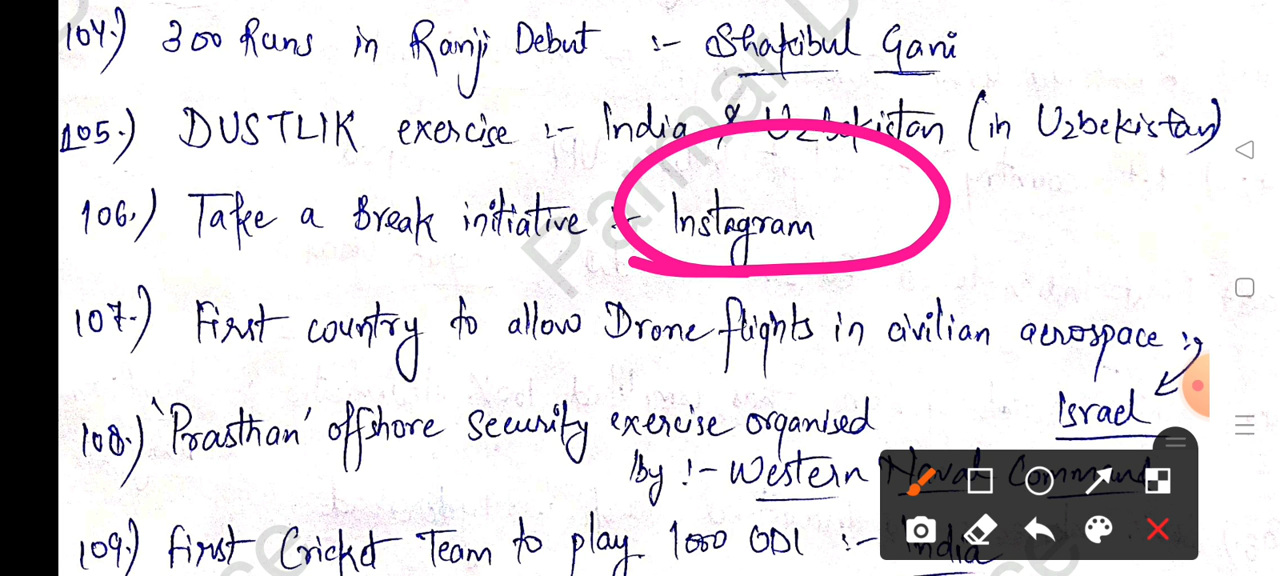 104.) 300 Runs in Ranji Debut :- Shakibul Gani
105.) DUSTLIK exercise :- India & Uzbekistan (in Uzbekistan)
106.) Take a Break initiative :- Instagram
107.) First country to allow Drone flights in civilian aerospace :-
Israel
108.) 'Prasthan' offshore Security exercise organised
by :- Western Naval Command
109.) First Cricket Team to play 1000 ODI :- India